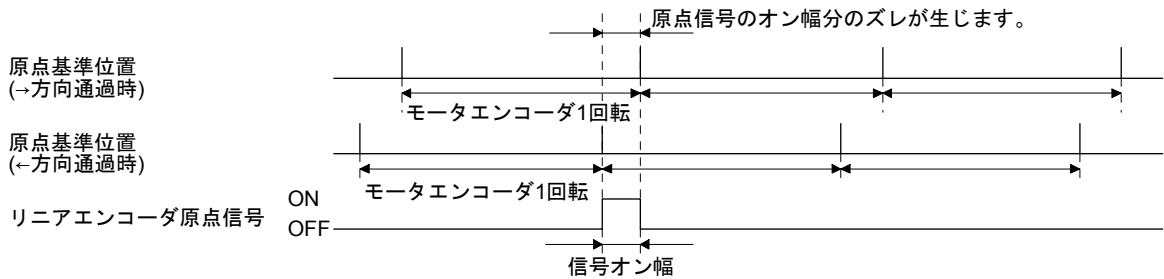 原点信号のオン幅分のズレが生じます。
原点基準位置
(→方向通過時)
モータエンコーダ1回転
原点基準位置
(←方向通過時)
モータエンコーダ1回転
リニアエンコーダ原点信号
ON
OFF
信号オン幅